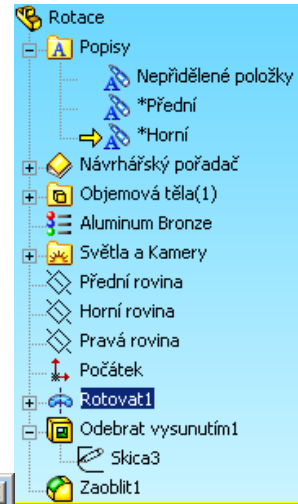 Rotace
Popisy
Nepřidělené položky
*Přední
*Horní
Návrhářský pořadač
Objemová těla(1)
Aluminum Bronze
Světla a Kamery
Přední rovina
Horní rovina
Pravá rovina
Počátek
Rotovat1
Odebrat vysunutím1
Skica3
Zaoblit1